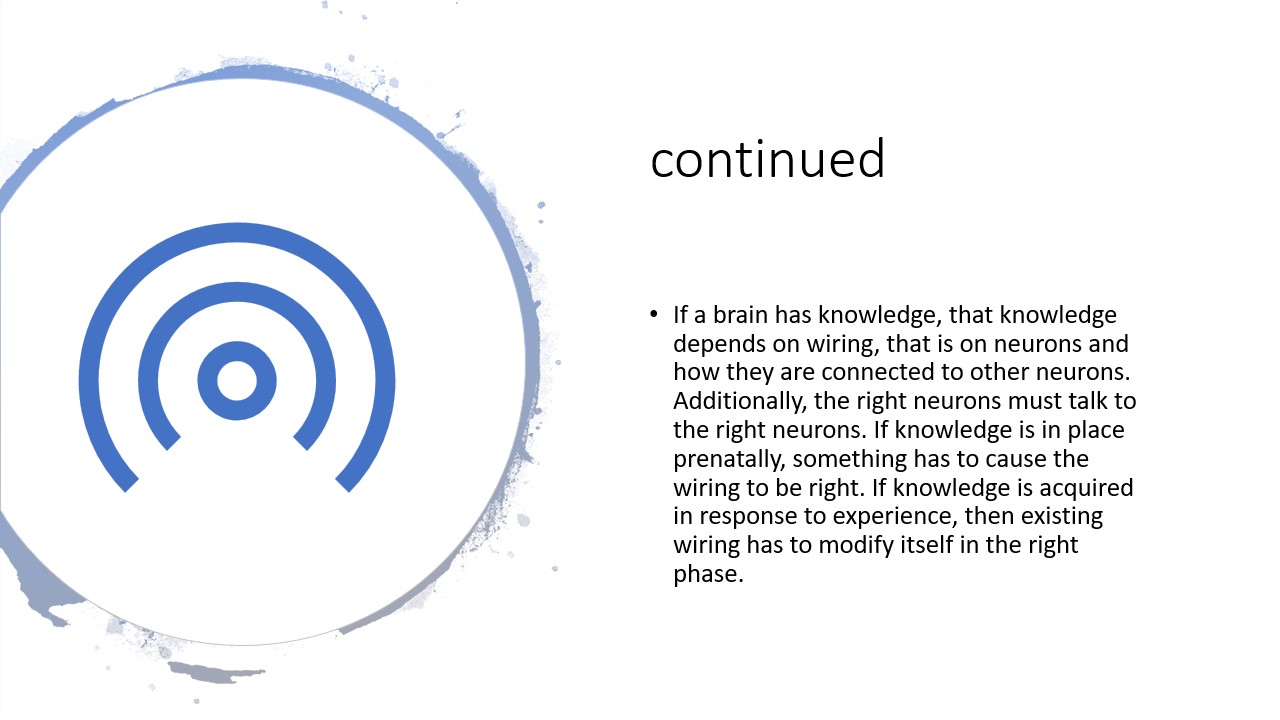 continued
• If a brain has knowledge, that knowledge
depends on wiring, that is on neurons and
how they are connected to other neurons.
Additionally, the right neurons must talk to
the right neurons. If knowledge is in place
prenatally, something has to cause the
wiring to be right. If knowledge is acquired
in response to experience, then existing
wiring has to modify itself in the right
phase.